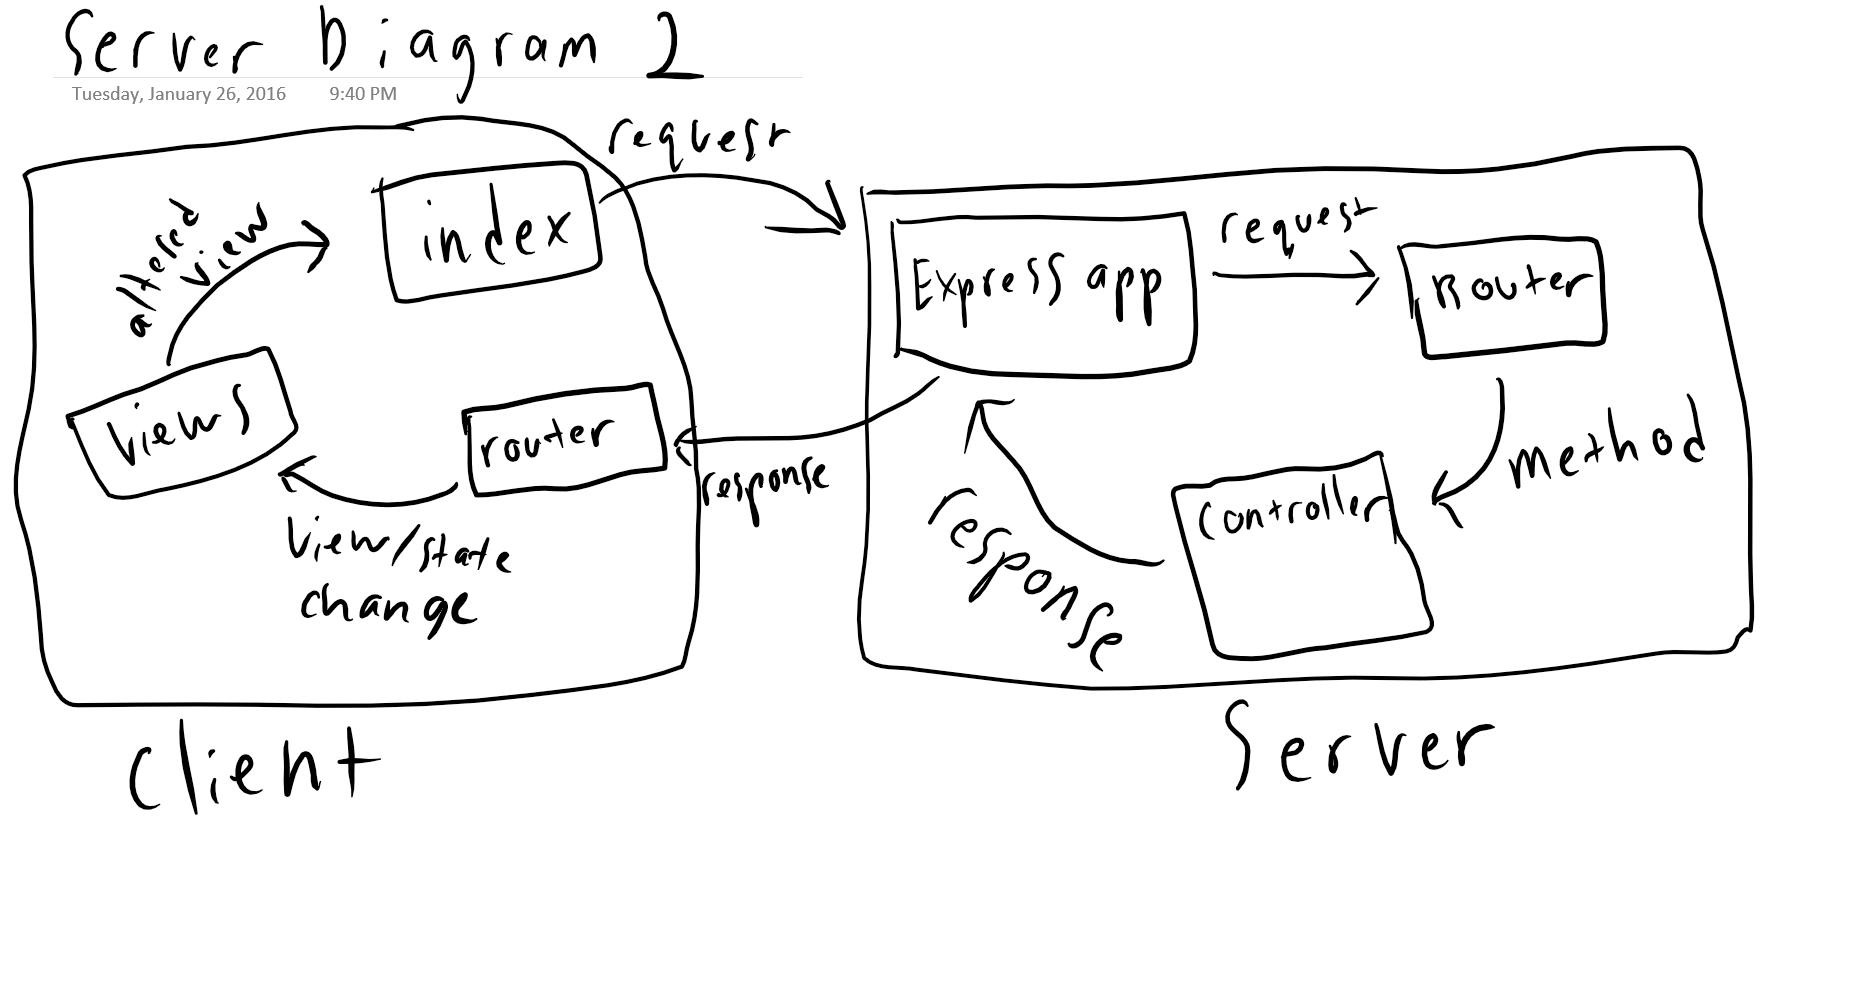 Server Diagram 2
Tuesday, January 26, 2016 9:40 PM
request
index
altered
view
views
router
view/state
change
response
Client
Express app
request
Router
method
Controller
response
Server